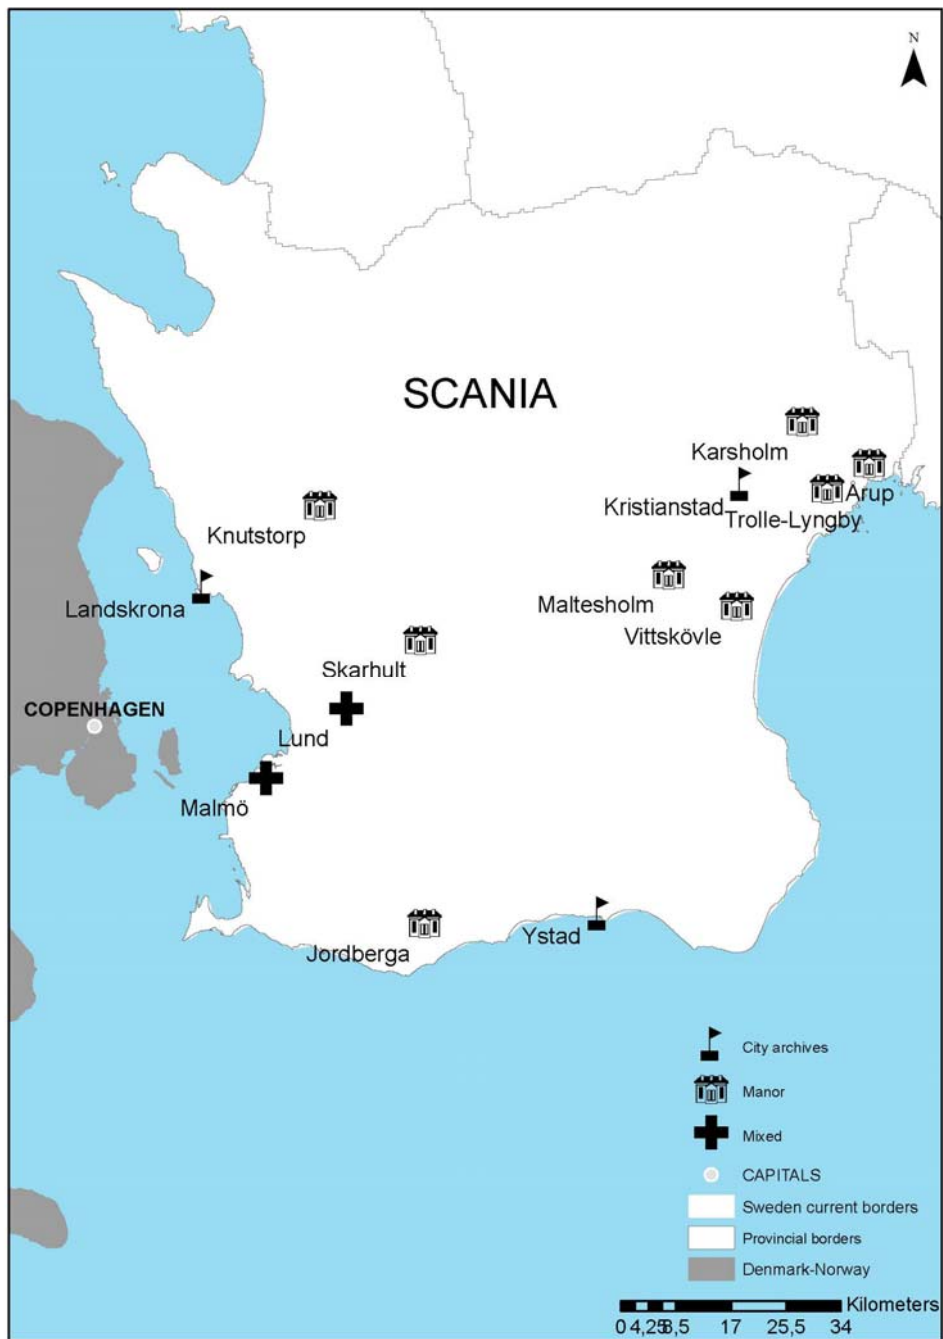 N
SCANIA
Karsholm
Årup
Kristianstad
Trolle-Lyngby
Knutstorp
Maltesholm
Landskrona
Vittskövle
Skarhult
COPENHAGEN
Lund
Malmö
Ystad
Jordberga
City archives
Manor
Mixed
CAPITALS
Sweden current borders
Provincial borders
Denmark-Norway
Kilometers
0 4,25 8,5 17 25,5 34